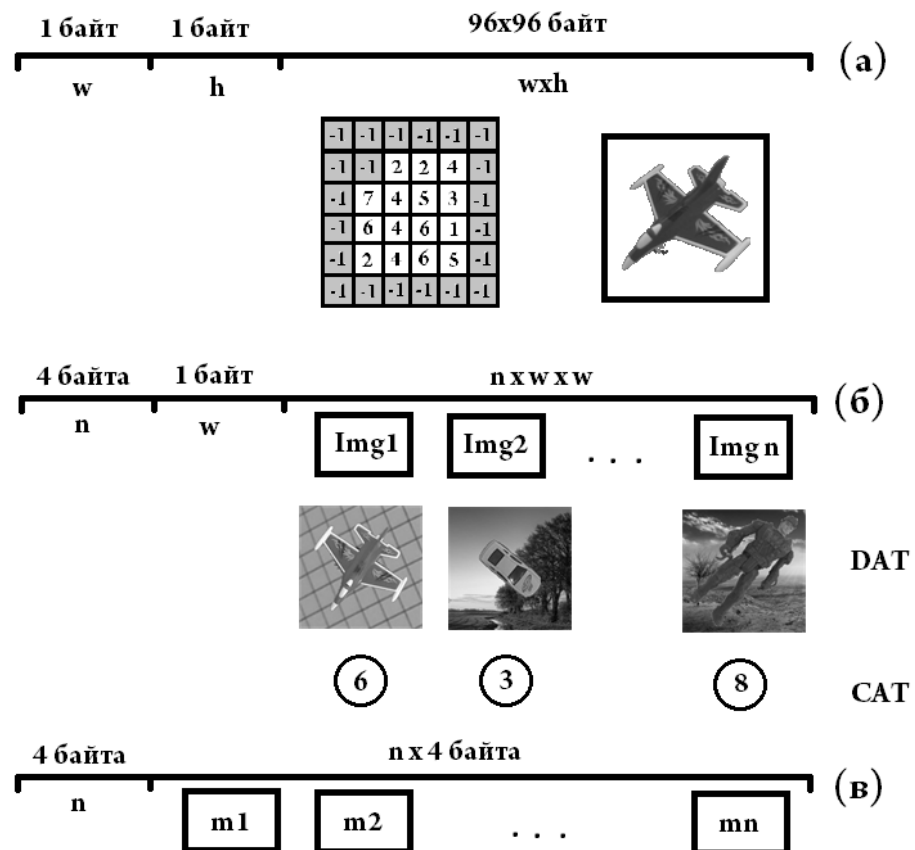 1 байт 1 байт 96x96 байт
(а)
w h wxh
-1 -1 -1 -1 -1 -1
-1 -1 2 2 4 -1
-1 7 4 5 3 -1
-1 6 4 6 1 -1
-1 2 4 6 5 -1
-1 -1 -1 -1 -1 -1
4 байта 1 байт n x w x w
(б)
n w
Img1 Img2 . . . Img n
DAT
6 3 8
CAT
4 байта n x 4 байта
(в)
n
m1 m2 . . . mn